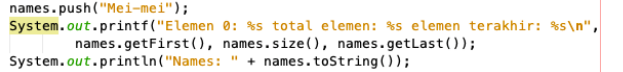 names.push("Mei-mei");
System.out.printf("Elemen 0: %s total elemen: %s elemen terakhir: %s\n",
names.getFirst(), names.size(), names.getLast());
System.out.println("Names: " + names.toString());